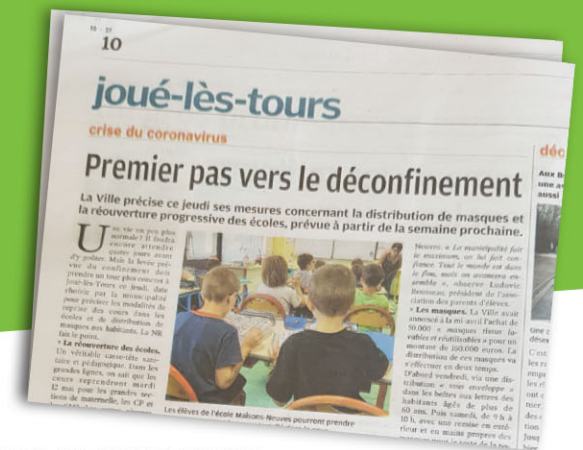 10
joué-lès-tours
crise du coronavirus
Premier pas vers le déconfinement
La Ville précise ce jeudi ses mesures concernant la distribution de masques et
la réouverture progressive des écoles, prévue à partir de la semaine prochaine.
Une vie un peu plus
normale ? Il faudra
encore attendre
quatre jours avant
d'y goûter. Mais la levée pré-
vue du confinement doit
prendre un tour plus concret à
Joué-lès-Tours ce jeudi, date
choisie par la municipalité
pour préciser les modalités de
reprise des cours dans les
écoles et de distribution de
masques aux habitants. La NR
fait le point.
> La réouverture des écoles.
Un véritable casse-tête sani-
taire et pédagogique. Dans les
grandes lignes, on sait que les
cours reprendront mardi
12 mai pour les grandes sec-
tions de maternelle, les CP et
Les élèves de l'école Maisons-Neuves pourront prendre
Neuves. « La municipalité fait
le maximum, on lui fait con-
fiance. Tout le monde est dans
le flou, mais on avancera en-
semble », observe Ludovic
président de l'asso-
ciation des parents d'élèves.
> Les masques. La Ville avait
annoncé à la mi-avril l'achat de
50.000 « masques tissus la-
vables et réutilisables » pour un
montant de 160.000 euros. La
distribution de ces masques va
s'effectuer en deux temps.
D'abord vendredi, via une dis-
tribution « sous enveloppe »
dans les boîtes aux lettres des
habitants âgés de plus de
60 ans. Puis samedi, de 9 h à
10 h, avec une remise en exté-
rieur et en mains propres des
déc
Aux B
une a
aussi